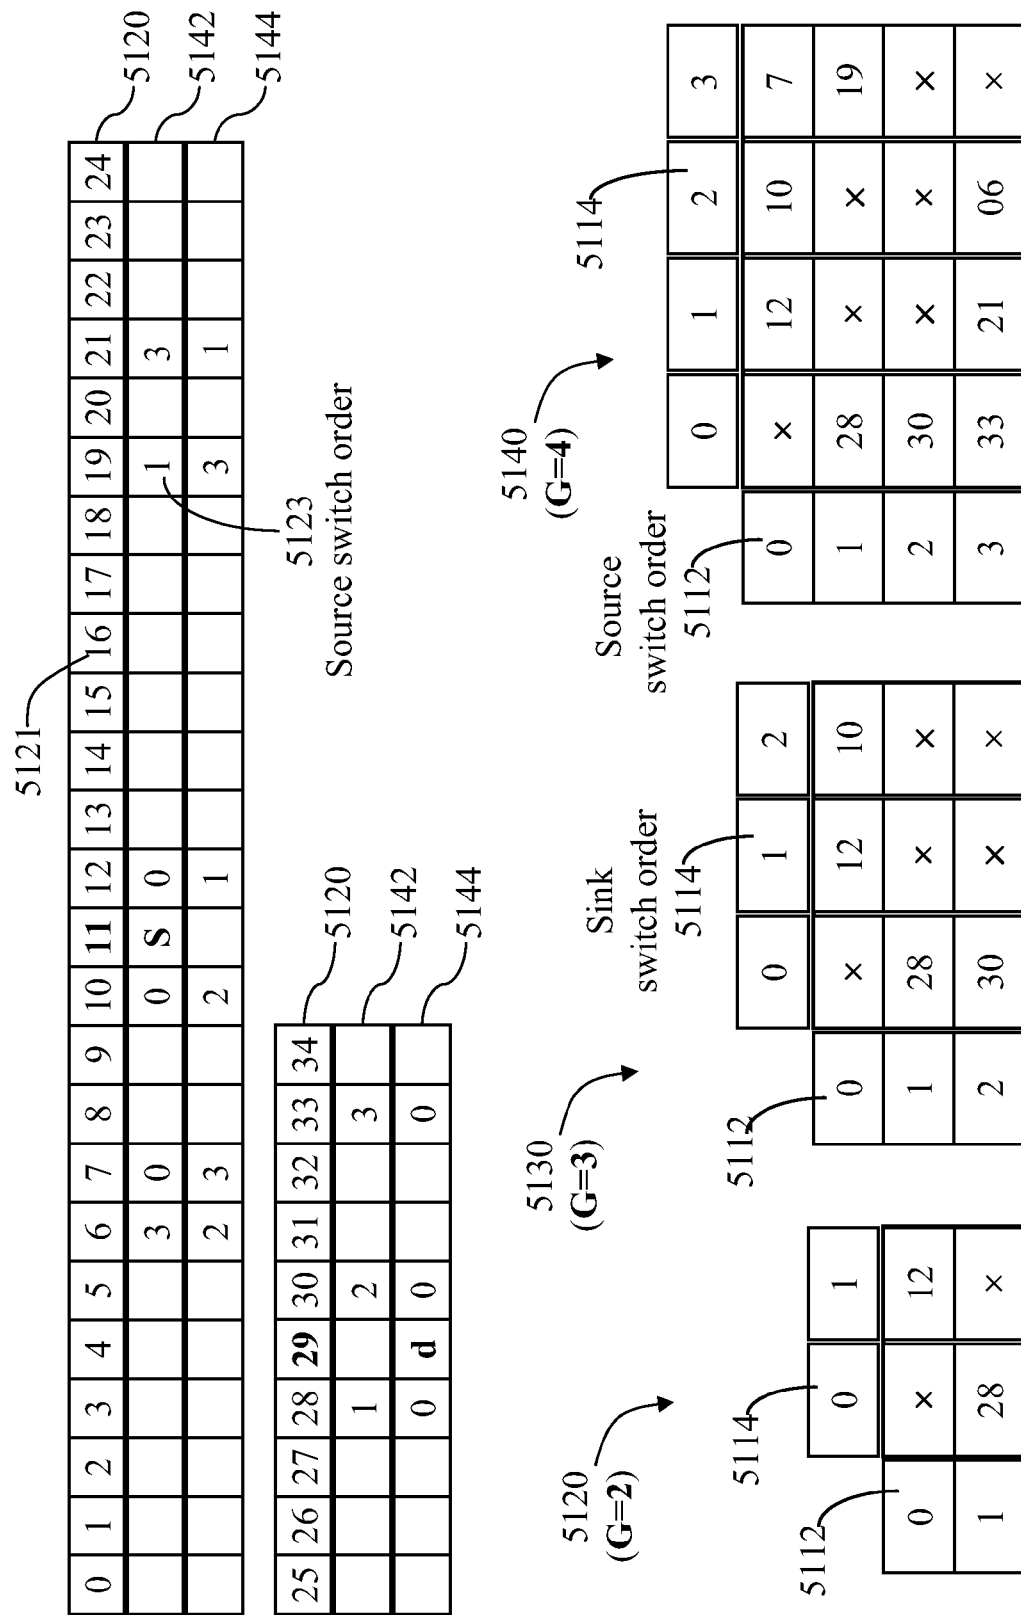 0 1 2 3 4 5 6 7 8 9 10 11 12 13 14 15 16 17 18 19 20 21 22 23 24 5120
3 0 0 S 0 1 3 5142
2 3 2 1 3 1 5144
5121
5123
Source switch order
25 26 27 28 29 30 31 32 33 34 5120
1 2 3 5142
0 d 0 0 5144
5120
(G=2)
5114
5112
0 1
0 × 12
1 28 ×
5130
(G=3)
Sink
switch order
5114
5112
0 1 2
0 × 12 10
1 28 × ×
2 30 × ×
5140
(G=4)
5114
Source
switch order
5112
0 1 2 3
0 × 12 10 7
1 28 × × 19
2 30 × × ×
3 33 21 06 ×